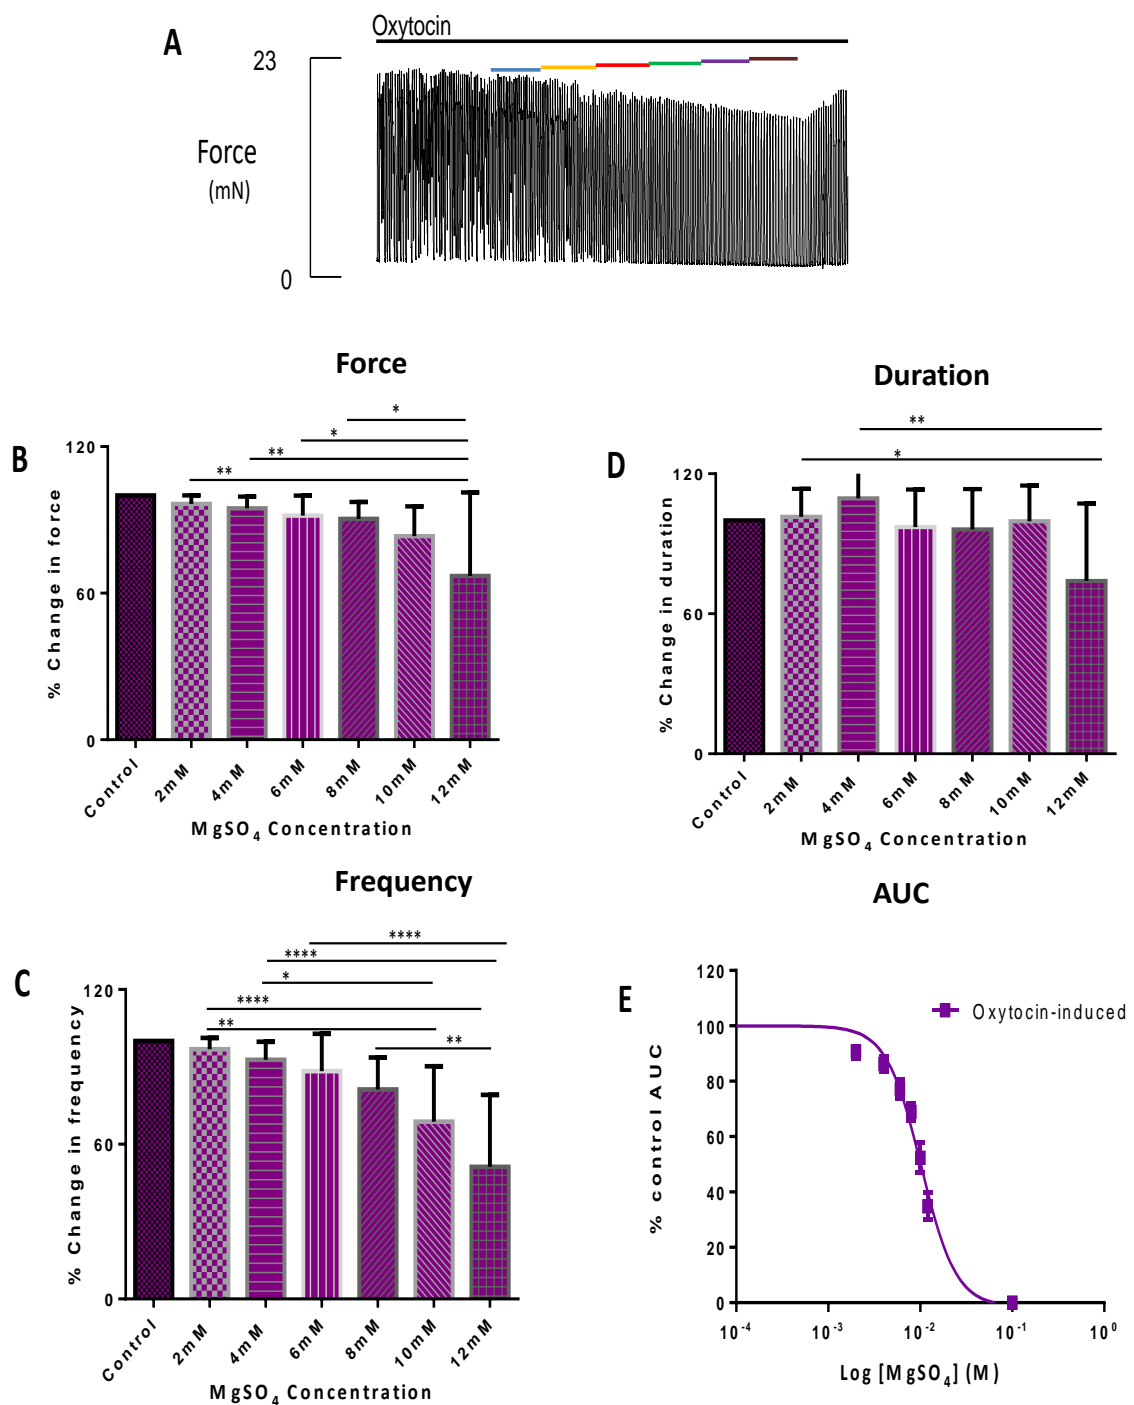 A
Oxytocin
23
Force
(mN)
0
Force
B
% Change in force
120
60
0
**
**
*
*
Control
2mM
4mM
6mM
8mM
10mM
12mM
MgSO4 Concentration
Duration
D
% Change in duration
120
60
0
**
*
Control
2mM
4mM
6mM
8mM
10mM
12mM
MgSO4 Concentration
Frequency
C
% Change in frequency
120
60
0
****
****
*
****
**
**
Control
2mM
4mM
6mM
8mM
10mM
12mM
MgSO4 Concentration
AUC
E
% control AUC
120
100
80
60
40
20
0
Oxytocin-induced
10-4
10-3
10-2
10-1
100
Log [MgSO4] (M)